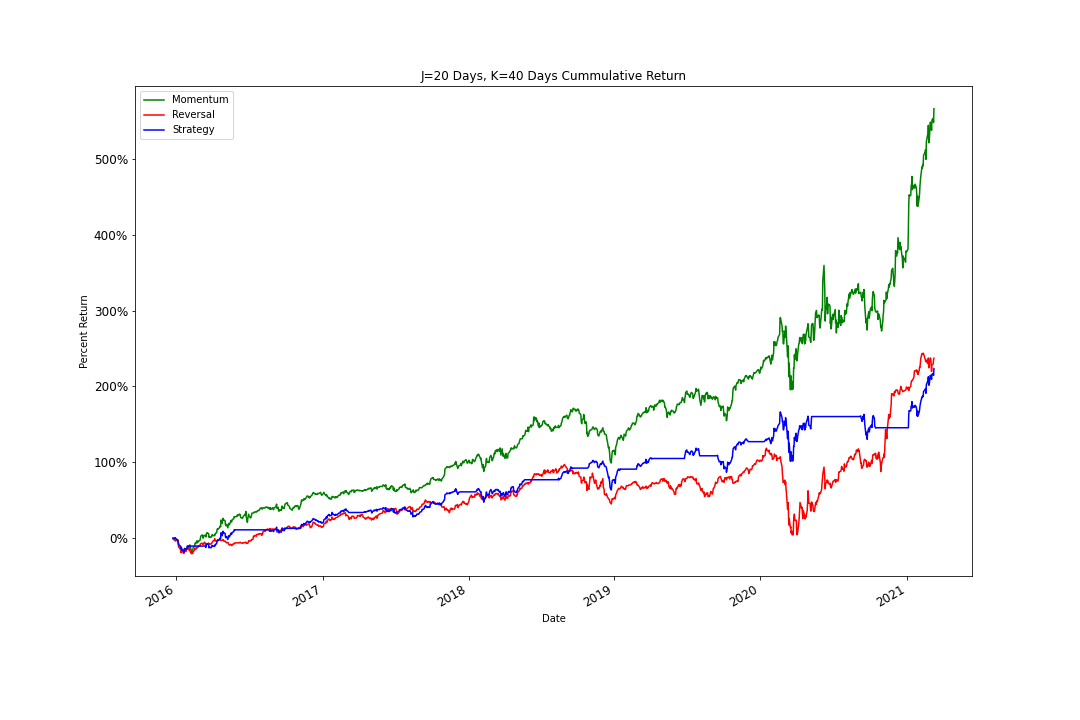 J=20 Days, K=40 Days Cummulative Return
Momentum
Reversal
Strategy
500%
400%
300%
200%
100%
0%
Percent Return
2016
2017
2018
2019
2020
2021
Date